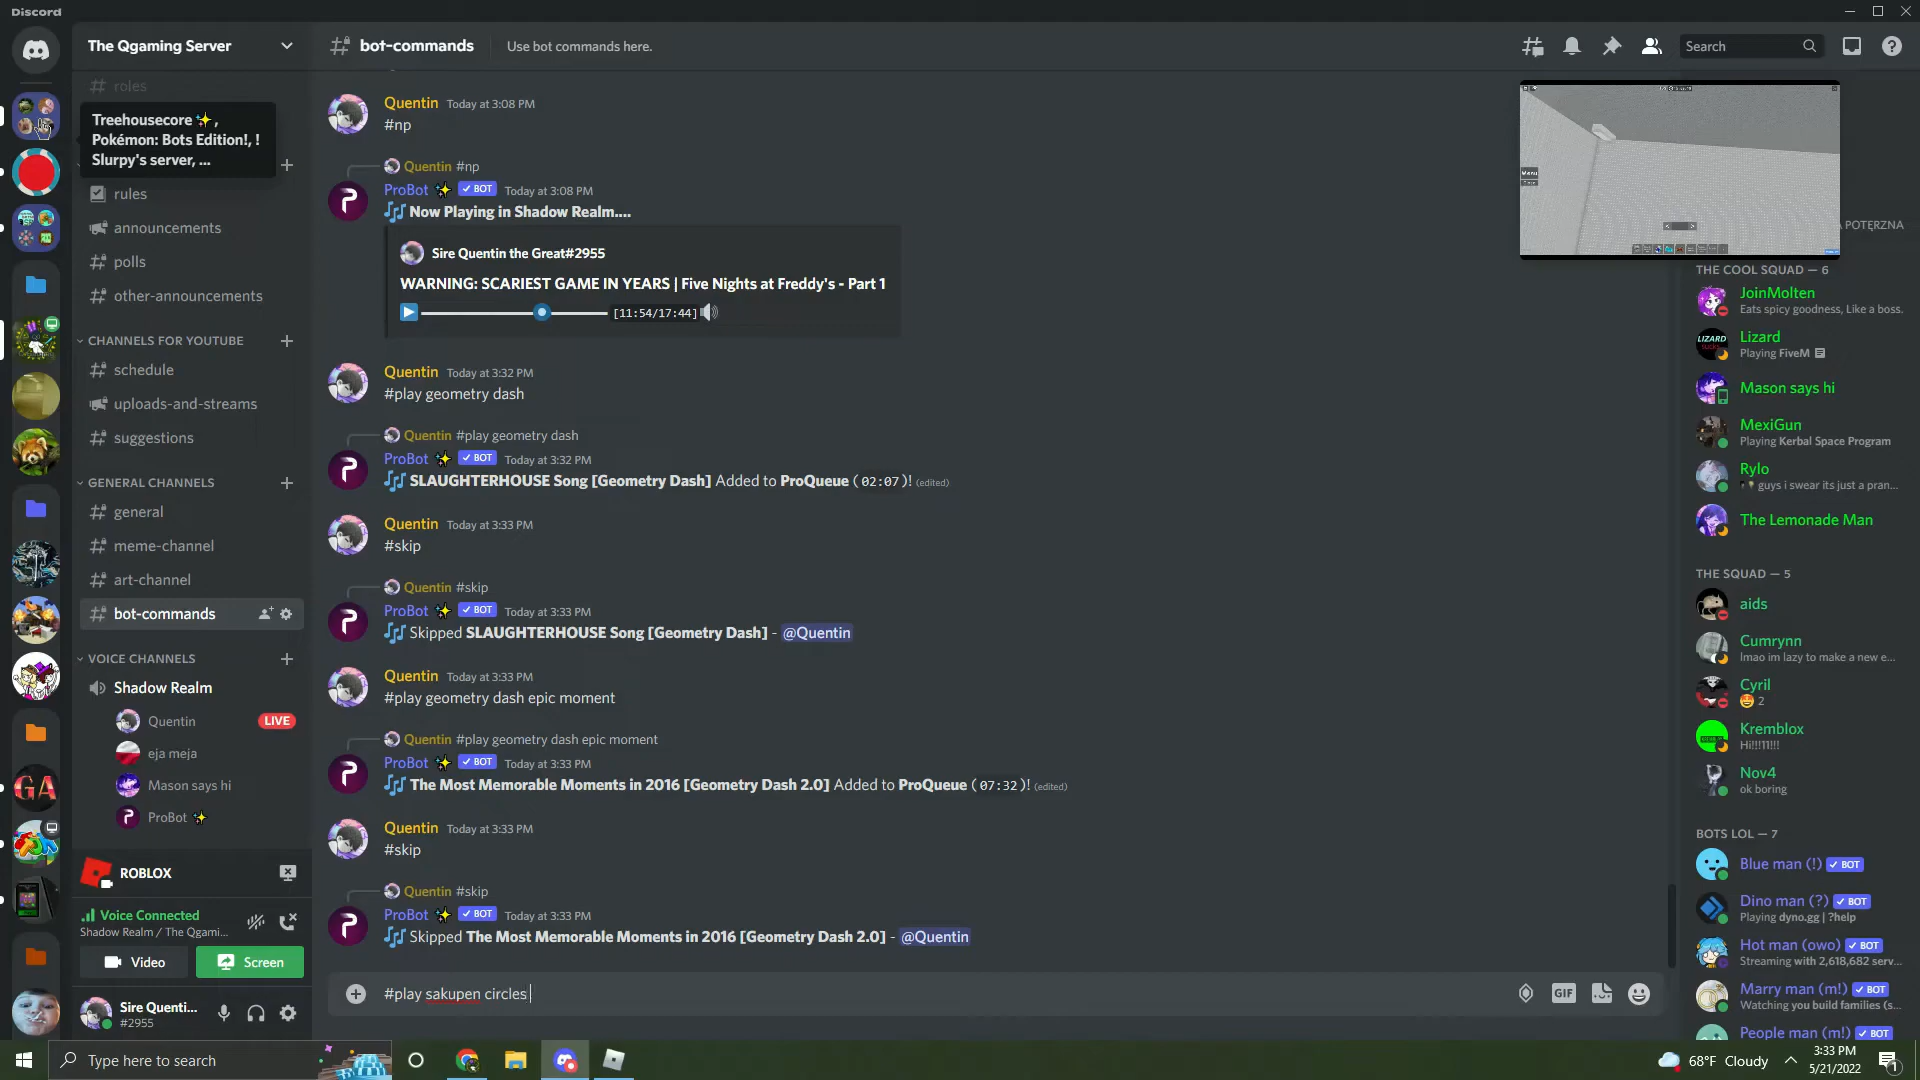 Discord
The Qgaming Server
bot-commands
Use bot commands here.
Search
roles
Treehousecore ✨,
Pokémon: Bots Edition!, !
Slurpy's server, ...
rules
announcements
polls
other-announcements
CHANNELS FOR YOUTUBE
schedule
uploads-and-streams
suggestions
GENERAL CHANNELS
general
meme-channel
art-channel
bot-commands
VOICE CHANNELS
Shadow Realm
Quentin LIVE
eja meja
Mason says hi
ProBot ✨
ROBLOX
Voice Connected
Shadow Realm / The Qgami...
Video
Screen
Sire Quenti...
#2955
Quentin Today at 3:08 PM
#np
Quentin #np
ProBot ✨ ✓ BOT Today at 3:08 PM
🎶 Now Playing in Shadow Realm....
Sire Quentin the Great#2955
WARNING: SCARIEST GAME IN YEARS | Five Nights at Freddy's - Part 1
[11:54/17:44]
Quentin Today at 3:32 PM
#play geometry dash
Quentin #play geometry dash
ProBot ✨ ✓ BOT Today at 3:32 PM
🎶 SLAUGHTERHOUSE Song [Geometry Dash] Added to ProQueue (02:07)! (edited)
Quentin Today at 3:33 PM
#skip
Quentin #skip
ProBot ✨ ✓ BOT Today at 3:33 PM
🎶 Skipped SLAUGHTERHOUSE Song [Geometry Dash] - @Quentin
Quentin Today at 3:33 PM
#play geometry dash epic moment
Quentin #play geometry dash epic moment
ProBot ✨ ✓ BOT Today at 3:33 PM
🎶 The Most Memorable Moments in 2016 [Geometry Dash 2.0] Added to ProQueue (07:32)! (edited)
Quentin Today at 3:33 PM
#skip
Quentin #skip
ProBot ✨ ✓ BOT Today at 3:33 PM
🎶 Skipped The Most Memorable Moments in 2016 [Geometry Dash 2.0] - @Quentin
#play sakupen circles
GIF
Menu
A POTĘRZNA
THE COOL SQUAD — 6
JoinMolten
Eats spicy goodness, Like a boss.
LIZARD
Lizard
Playing FiveM
Mason says hi
MexiGun
Playing Kerbal Space Program
Rylo
guys i swear its just a pran...
The Lemonade Man
THE SQUAD — 5
aids
Cumrynn
lmao im lazy to make a new e...
Cyril
🤩 2
Kremblox
Hi!!!11!!!
Nov4
ok boring
BOTS LOL — 7
Blue man (!) ✓ BOT
Dino man (?) ✓ BOT
Playing dyno.gg | ?help
Hot man (owo) ✓ BOT
Streaming with 2,618,682 serv...
Marry man (m!) ✓ BOT
Watching you build families (s...
People man (m!) ✓ BOT
GA
Type here to search
68°F Cloudy
3:33 PM
5/21/2022
1